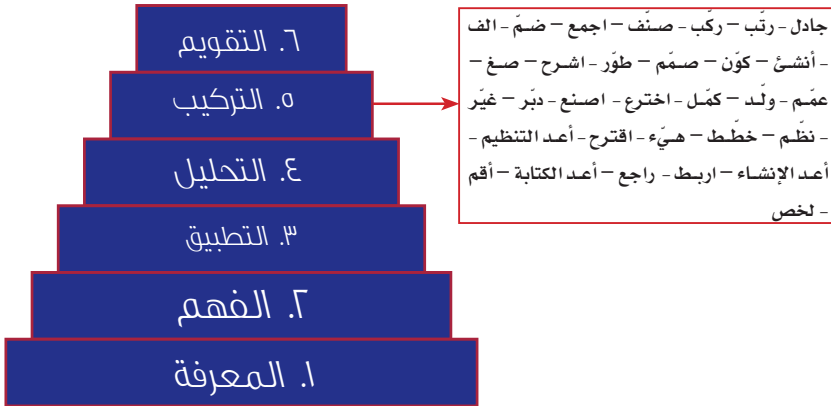 ٦. التقويم
٥. التركيب
٤. التحليل
٣. التطبيق
٢. الفهم
١. المعرفة
جادل - رتّب – ركّب - صنّف – اجمع – ضمّ - الف
- أنشئ – كوّن – صمّم – طوّر - اشرح – صغ –
عمّم - ولّد – كمّل - اخترع - اصنع - دبّر – غيّر
- نظّم – خطّط – هيّء - اقترح - أعد التنظيم -
أعد الإنشاء – اربط - راجع – أعد الكتابة – أقم
- لخص